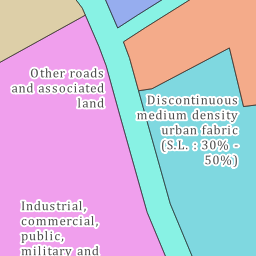 Other roads
and associated
land
Discontinuous
medium density
urban fabric
(S.L. : 30% -
50%)
Industrial,
commercial,
public,
military and